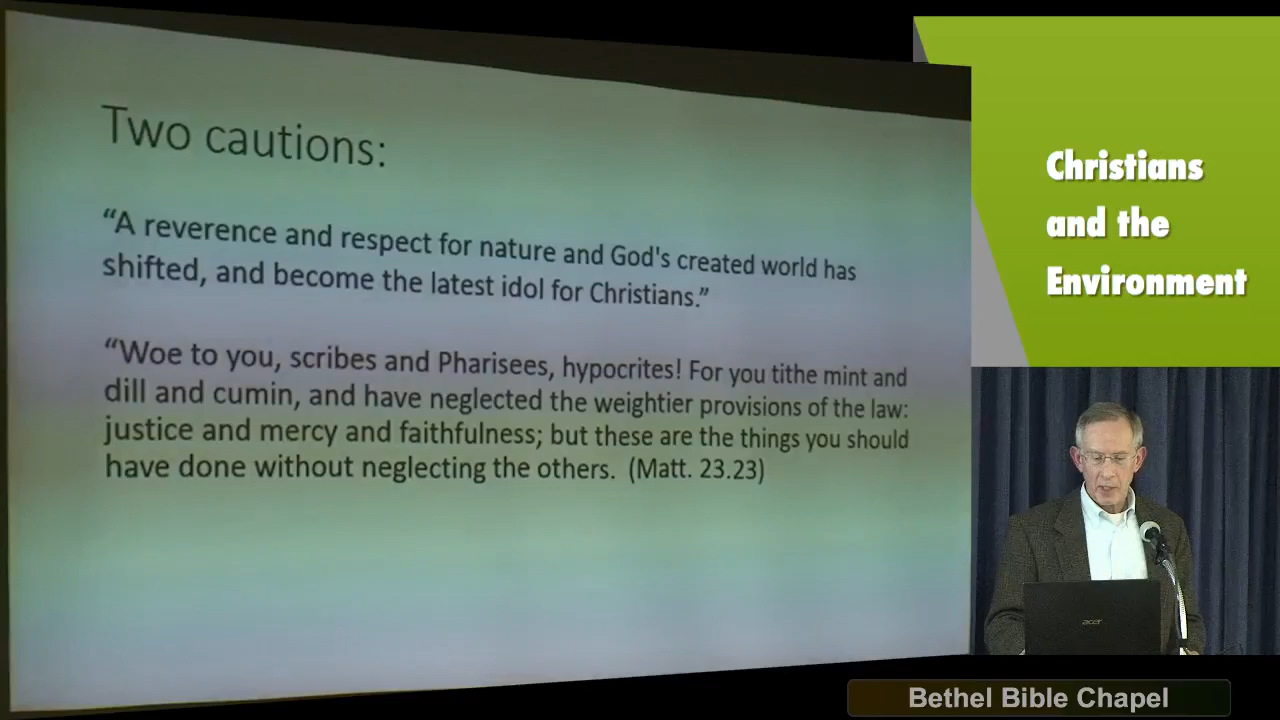 Two cautions:
“A reverence and respect for nature and God's created world has
shifted, and become the latest idol for Christians.”
“Woe to you, scribes and Pharisees, hypocrites! For you tithe mint and
dill and cumin, and have neglected the weightier provisions of the law:
justice and mercy and faithfulness; but these are the things you should
have done without neglecting the others. (Matt. 23.23)
Christians
and the
Environment
acer
Bethel Bible Chapel